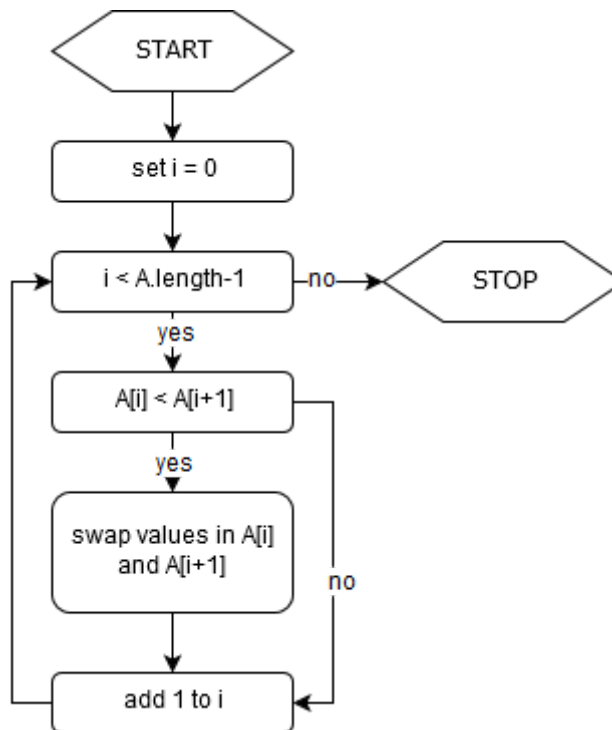 START
set i = 0
i < A.length-1
no
STOP
yes
A[i] < A[i+1]
yes
swap values in A[i]
and A[i+1]
no
add 1 to i